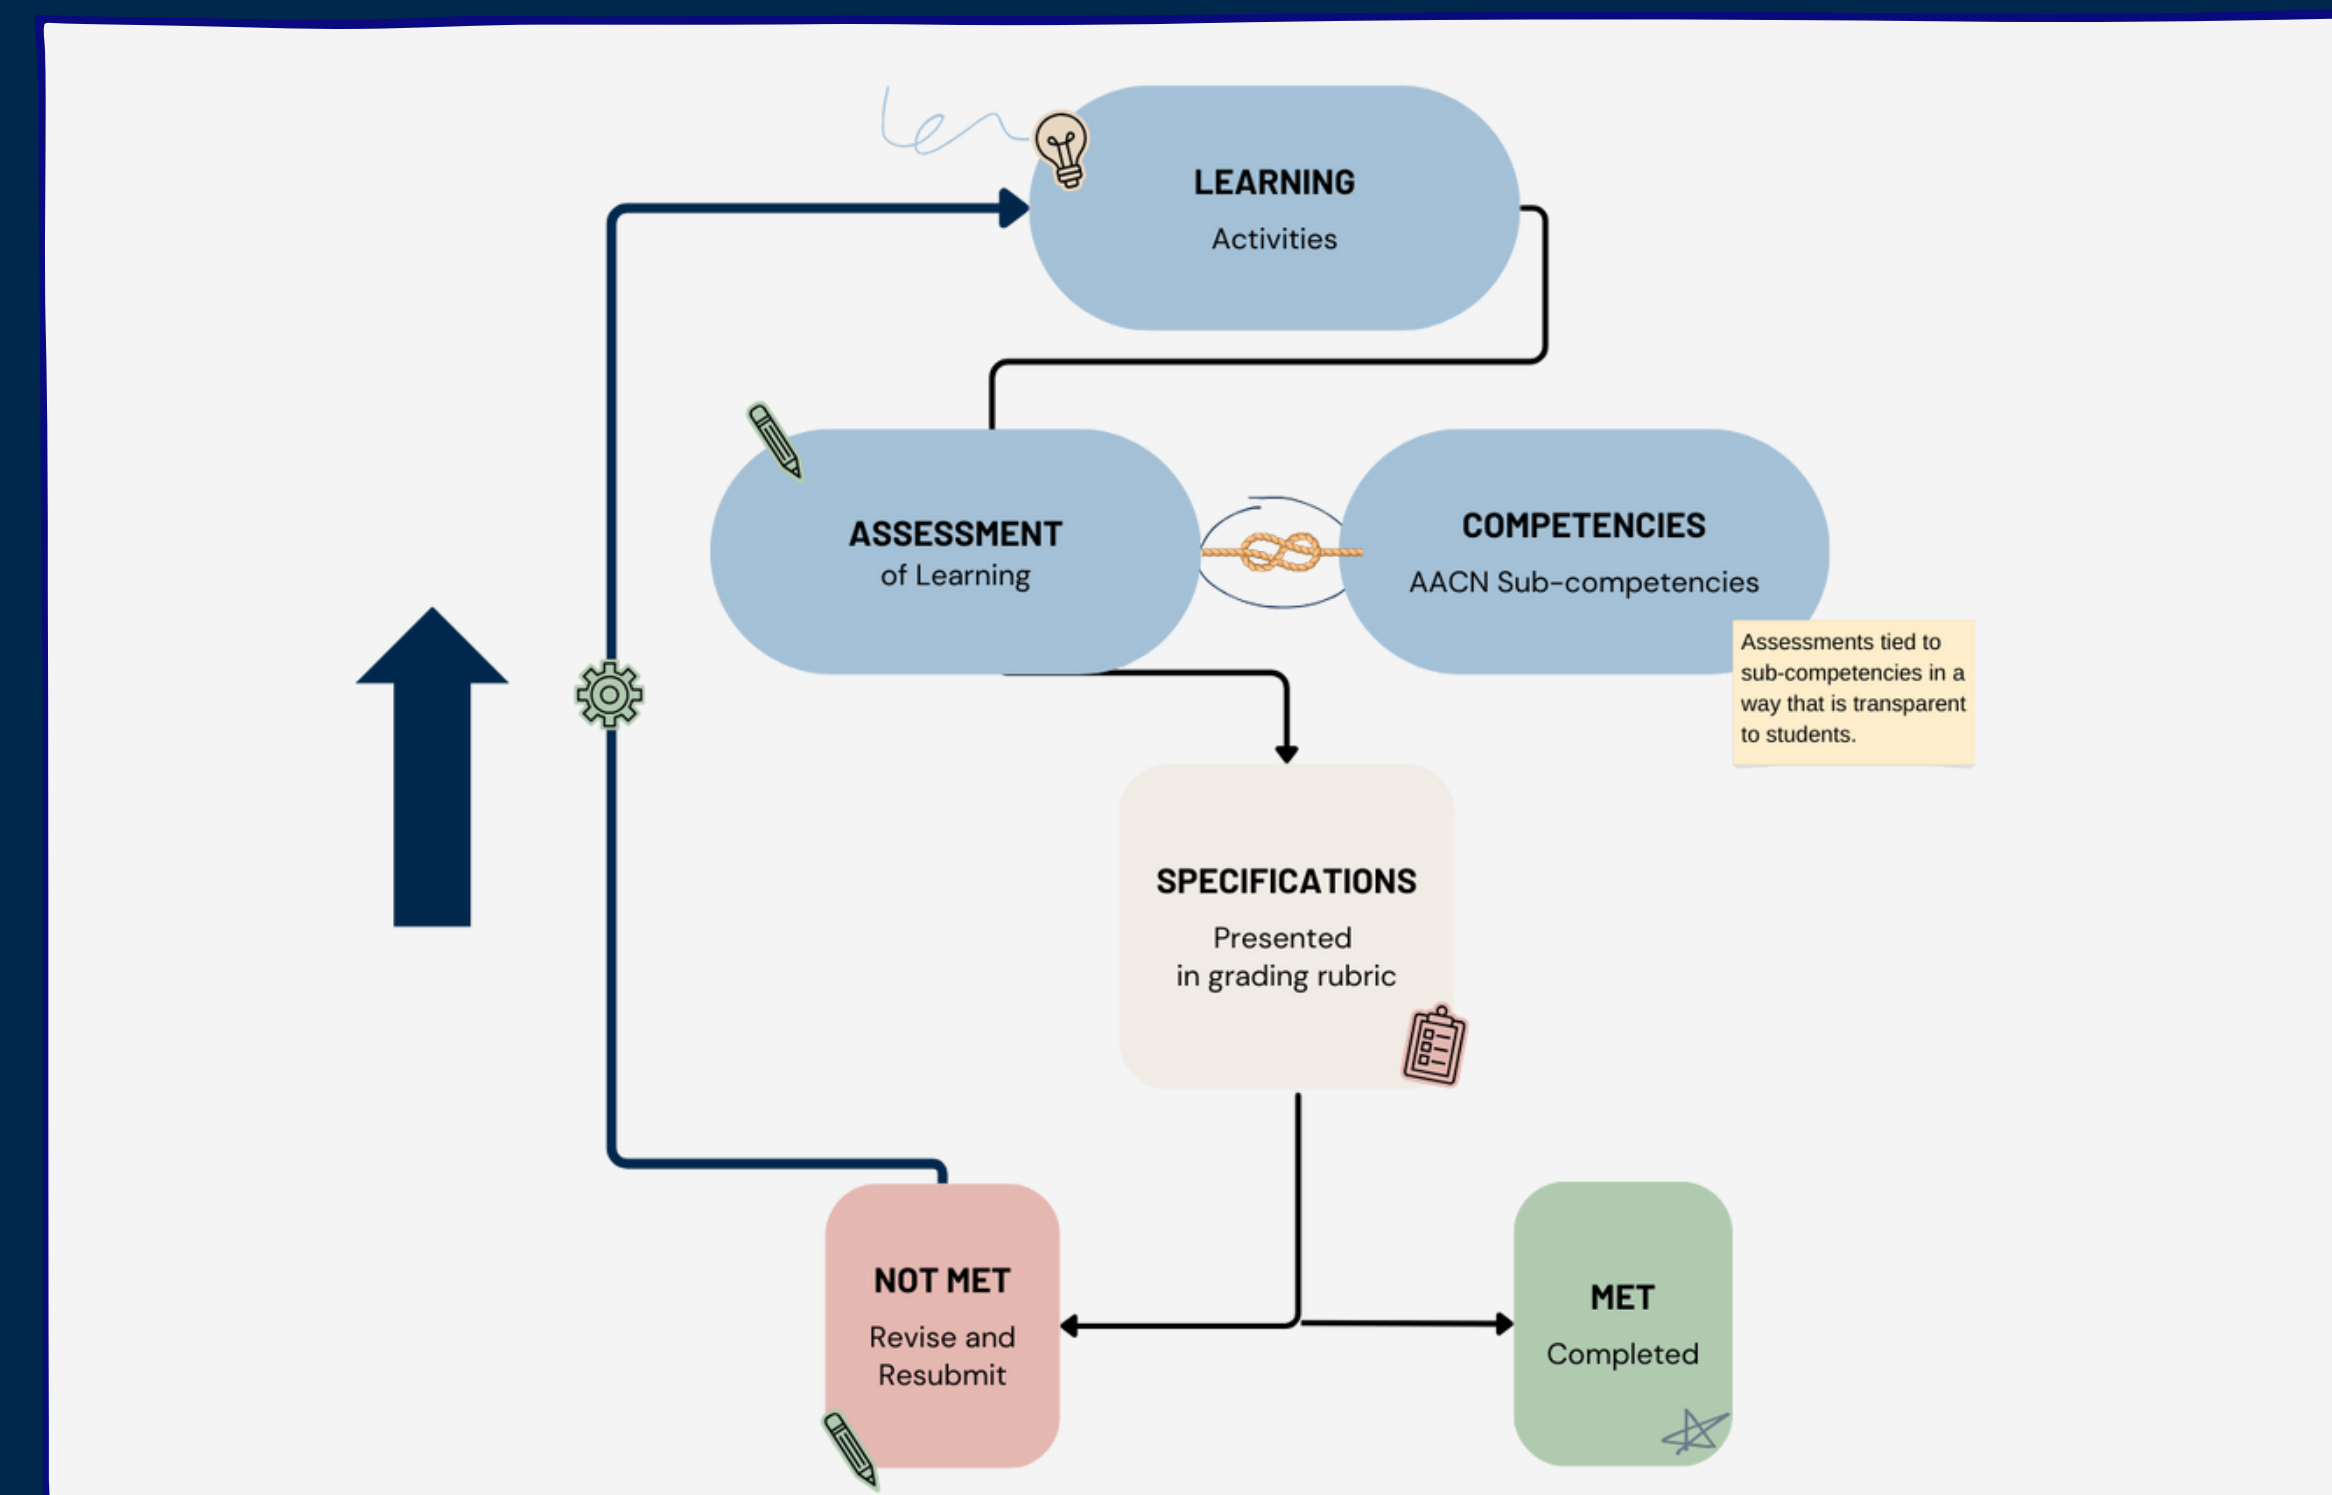 LEARNING
Activities
ASSESSMENT
of Learning
COMPETENCIES
AACN Sub-competencies
Assessments tied to
sub-competencies in a
way that is transparent
to students.
SPECIFICATIONS
Presented
in grading rubric
NOT MET
Revise and
Resubmit
MET
Completed